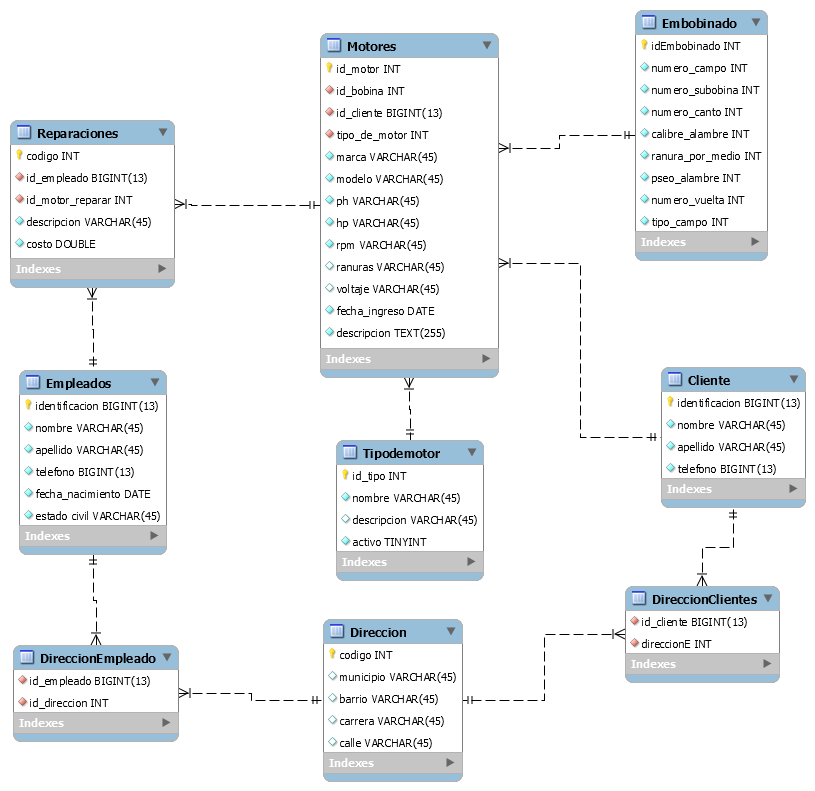 Embobinado
idEmbobinado INT
numero_campo INT
numero_subobina INT
numero_canto INT
calibre_alambre INT
ranura_por_medio INT
pseo_alambre INT
numero_vuelta INT
tipo_campo INT
Indexes
Motores
id_motor INT
id_bobina INT
id_cliente BIGINT(13)
tipo_de_motor INT
marca VARCHAR(45)
modelo VARCHAR(45)
ph VARCHAR(45)
hp VARCHAR(45)
rpm VARCHAR(45)
ranuras VARCHAR(45)
voltaje VARCHAR(45)
fecha_ingreso DATE
descripcion TEXT(255)
Indexes
Reparaciones
codigo INT
id_empleado BIGINT(13)
id_motor_reparar INT
descripcion VARCHAR(45)
costo DOUBLE
Indexes
Empleados
identificacion BIGINT(13)
nombre VARCHAR(45)
apellido VARCHAR(45)
telefono BIGINT(13)
fecha_nacimiento DATE
estado civil VARCHAR(45)
Indexes
Cliente
identificacion BIGINT(13)
nombre VARCHAR(45)
apellido VARCHAR(45)
telefono BIGINT(13)
Indexes
Tipodemotor
id_tipo INT
nombre VARCHAR(45)
descripcion VARCHAR(45)
activo TINYINT
Indexes
DireccionClientes
id_cliente BIGINT(13)
direccionE INT
Indexes
Direccion
codigo INT
municipio VARCHAR(45)
barrio VARCHAR(45)
carrera VARCHAR(45)
calle VARCHAR(45)
Indexes
DireccionEmpleado
id_empleado BIGINT(13)
id_direccion INT
Indexes